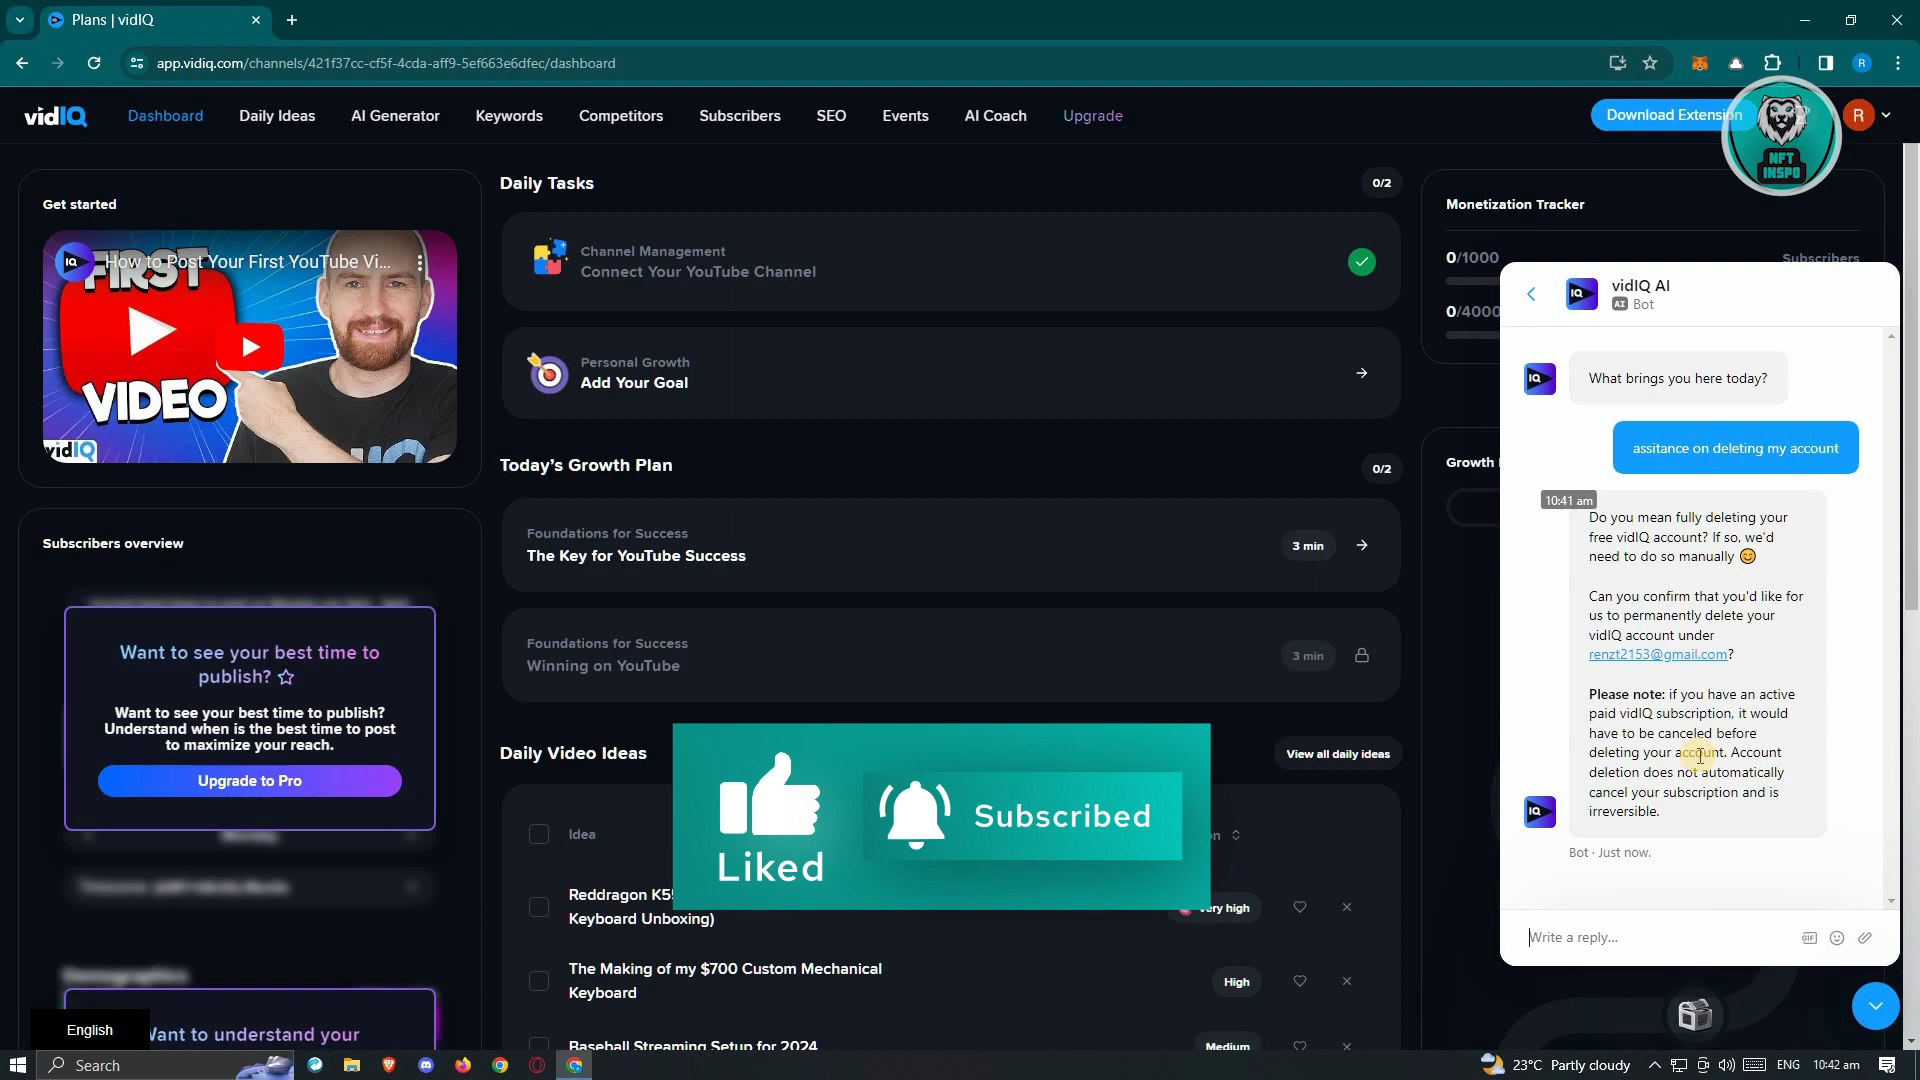 Plans | vidIQ
app.vidiq.com/channels/421f37cc-cf5f-4cda-aff9-5ef663e6dfec/dashboard
R
vidIQ
Dashboard
Daily Ideas
AI Generator
Keywords
Competitors
Subscribers
SEO
Events
AI Coach
Upgrade
Download Extension
R
NFT
INSPO
Get started
How to Post Your First YouTube Vi...
FIRST
VIDEO
vidIQ
Subscribers overview
Want to see your best time to
publish?
Want to see your best time to publish?
Understand when is the best time to post
to maximize your reach.
Upgrade to Pro
Demographics
Want to understand your
English
Daily Tasks
0/2
Channel Management
Connect Your YouTube Channel
Personal Growth
Add Your Goal
Today's Growth Plan
0/2
Foundations for Success
The Key for YouTube Success
3 min
Foundations for Success
Winning on YouTube
3 min
Daily Video Ideas
View all daily ideas
Idea
Liked
Subscribed
Reddragon K5
Keyboard Unboxing)
Very high
The Making of my $700 Custom Mechanical
Keyboard
High
Baseball Streaming Setup for 2024
Medium
Monetization Tracker
0/1000
Subscribers
0/4000
Growth
vidIQ AI
AI Bot
What brings you here today?
assitance on deleting my account
10:41 am
Do you mean fully deleting your
free vidIQ account? If so, we'd
need to do so manually
Can you confirm that you'd like for
us to permanently delete your
vidIQ account under
renzt2153@gmail.com?
Please note: if you have an active
paid vidIQ subscription, it would
have to be canceled before
deleting your account. Account
deletion does not automatically
cancel your subscription and is
irreversible.
Bot · Just now.
Write a reply...
GIF
Search
23°C Partly cloudy
ENG
10:42 am